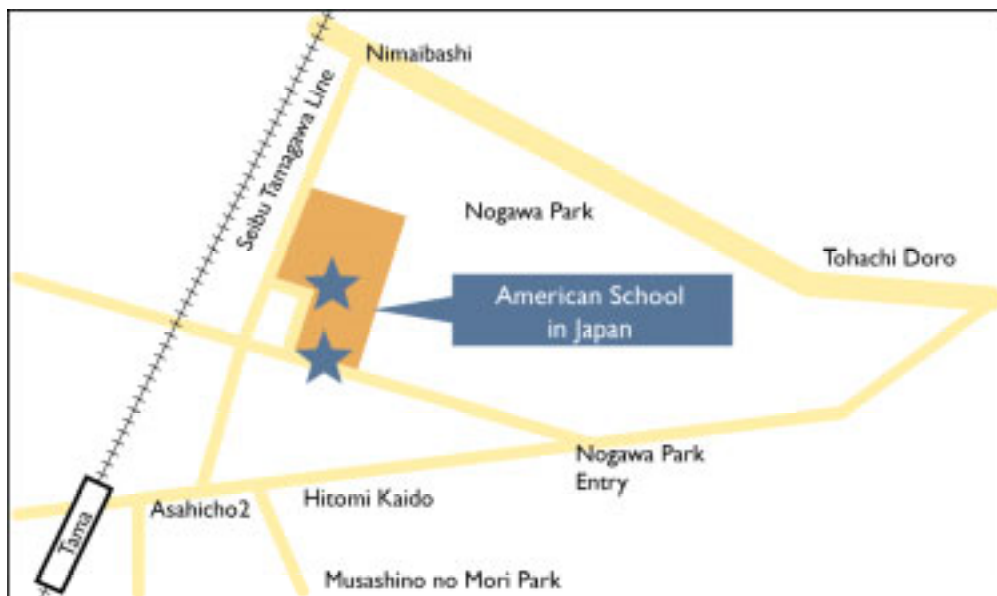 Nimaibashi
Seibu Tamagawa Line
Nogawa Park
Tohachi Doro
American School
in Japan
Nogawa Park
Entry
Hitomi Kaido
Asahicho2
Tama
Musashino no Mori Park